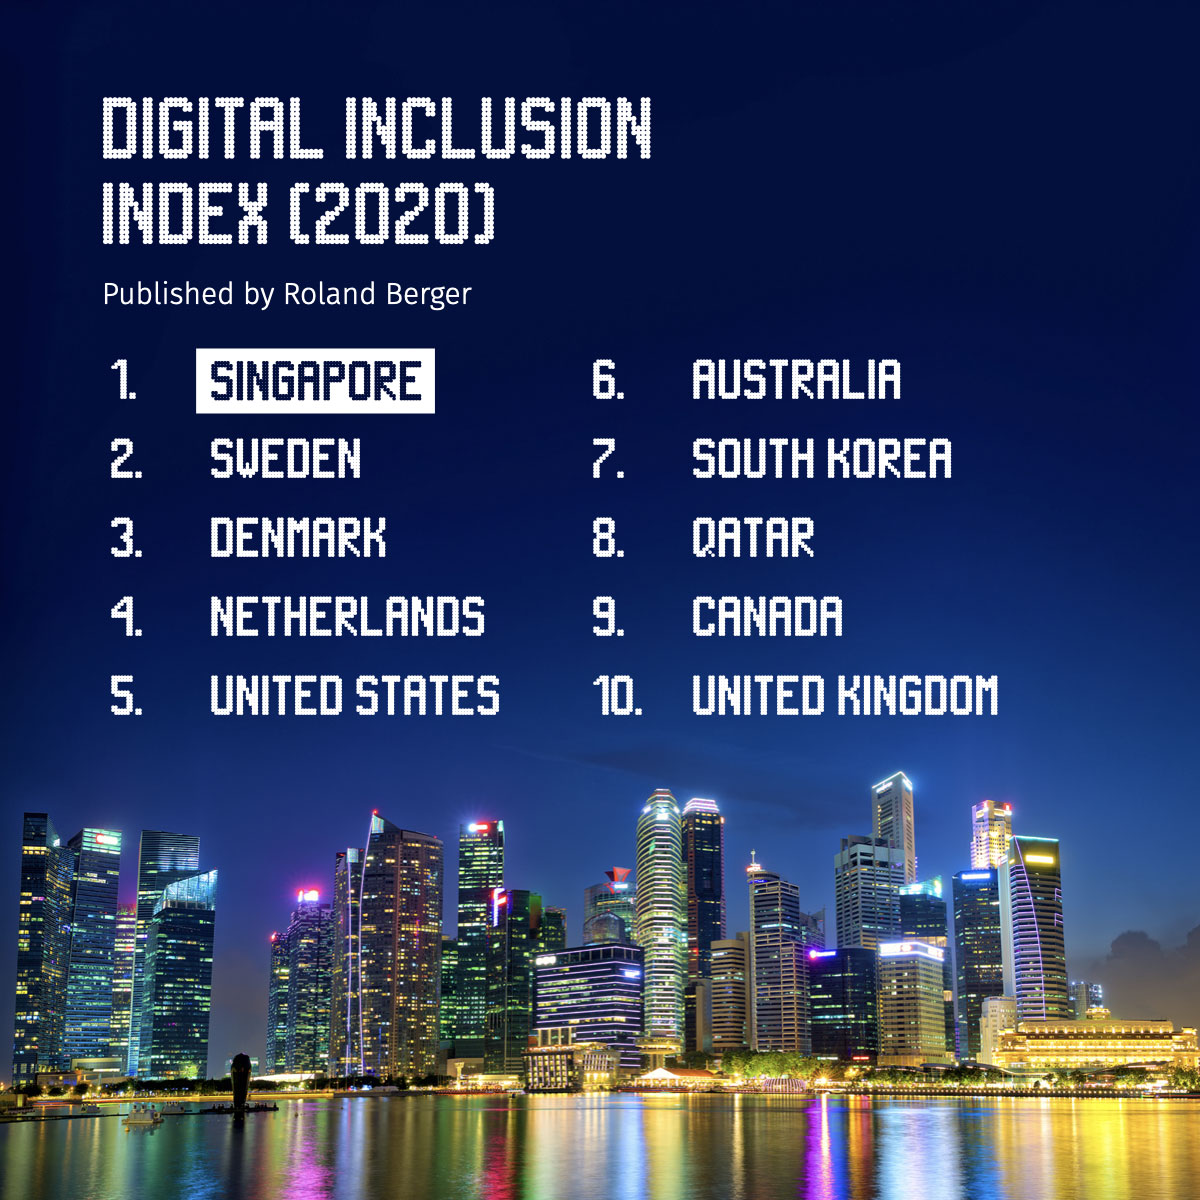 DIGITAL INCLUSION
INDEX (2020)
Published by Roland Berger
1. SINGAPORE
2. SWEDEN
3. DENMARK
4. NETHERLANDS
5. UNITED STATES
6. AUSTRALIA
7. SOUTH KOREA
8. QATAR
9. CANADA
10. UNITED KINGDOM